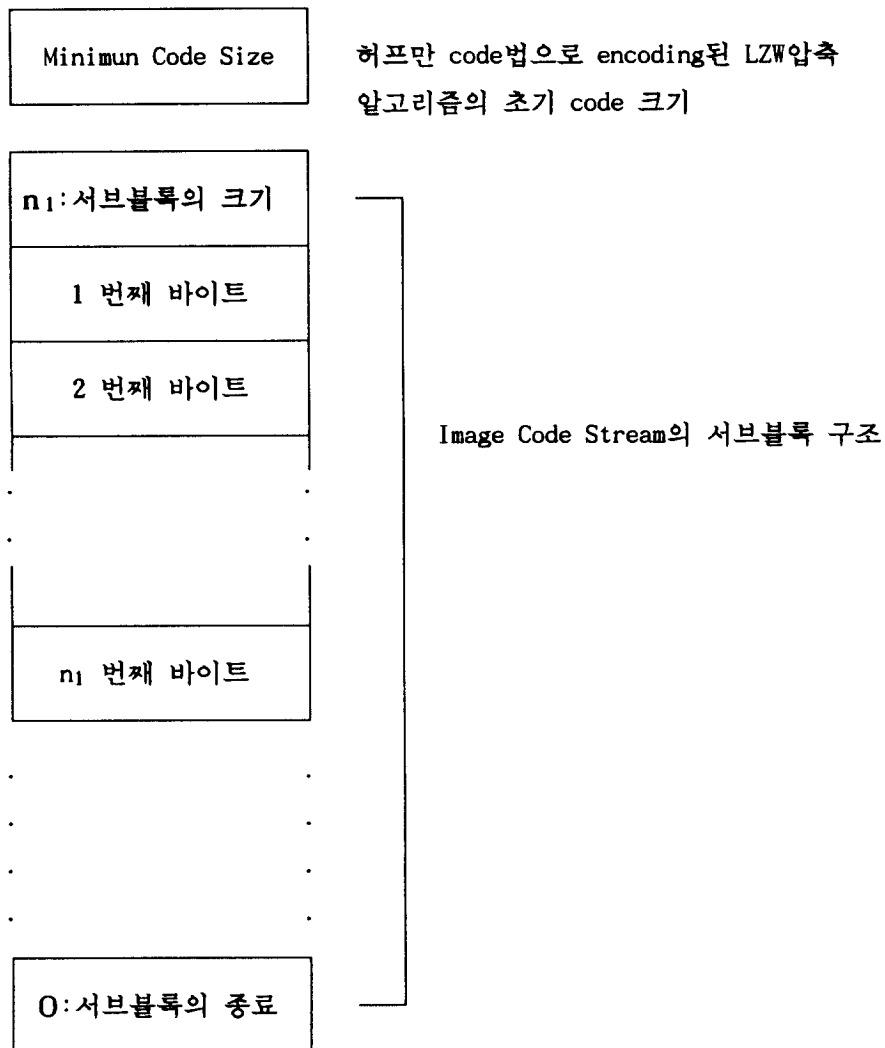 Minimun Code Size
허프만 code법으로 encoding된 LZW압축
알고리즘의 초기 code 크기
n₁:서브블록의 크기
1 번째 바이트
2 번째 바이트
Image Code Stream의 서브블록 구조
n₁ 번째 바이트
0:서브블록의 종료